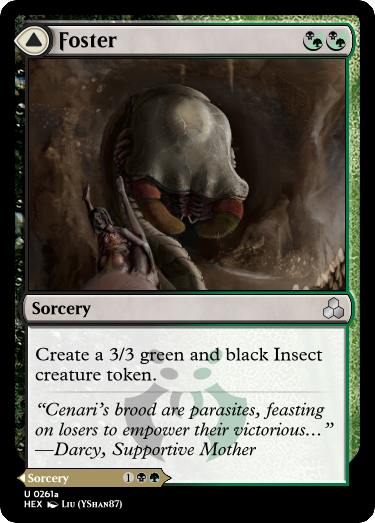 Foster
Sorcery
Create a 3/3 green and black Insect
creature token.
“Cenari’s brood are parasites, feasting
on losers to empower their victorious…”
—Darcy, Supportive Mother
Sorcery 1
U 0261a
HEX Liu (YShan87)